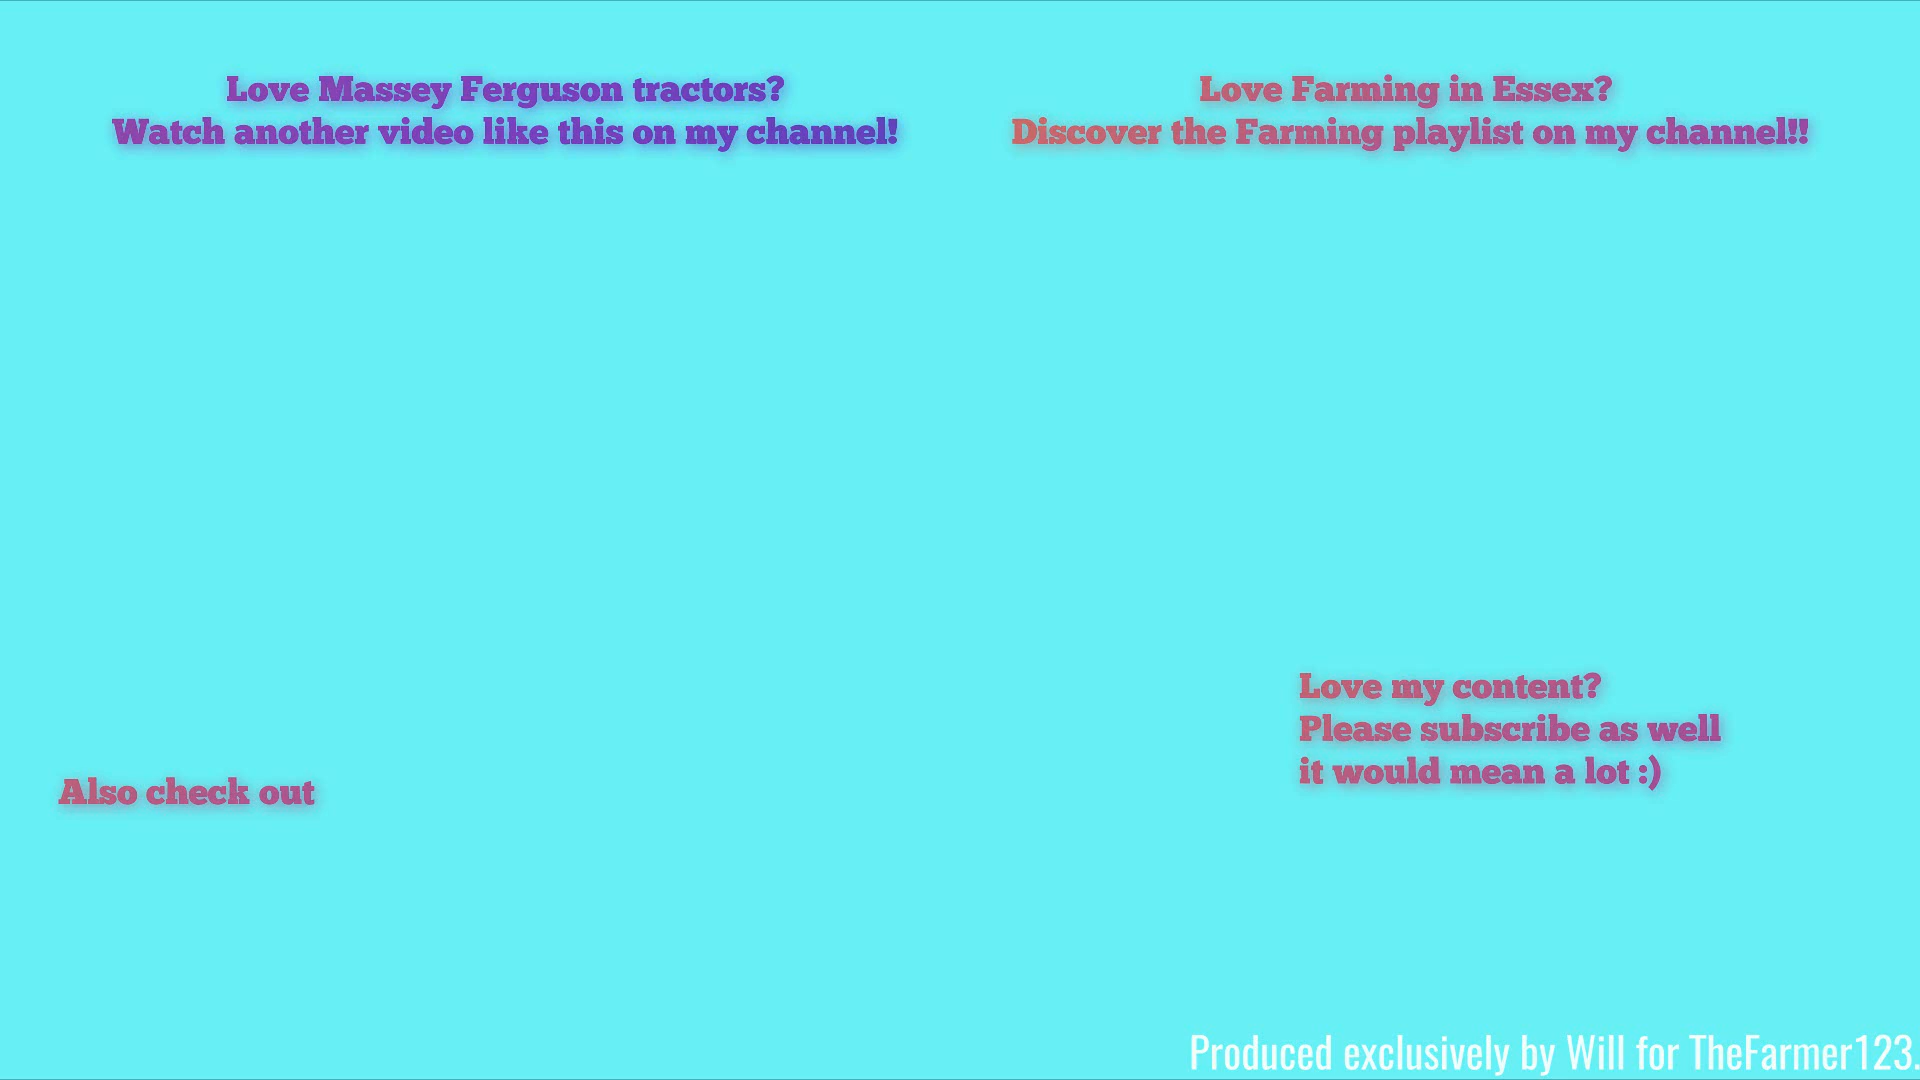 Love Massey Ferguson tractors?
Watch another video like this on my channel!
Love Farming in Essex?
Discover the Farming playlist on my channel!!
Love my content?
Please subscribe as well
it would mean a lot :)
Also check out
Produced exclusively by Will for TheFarmer123.